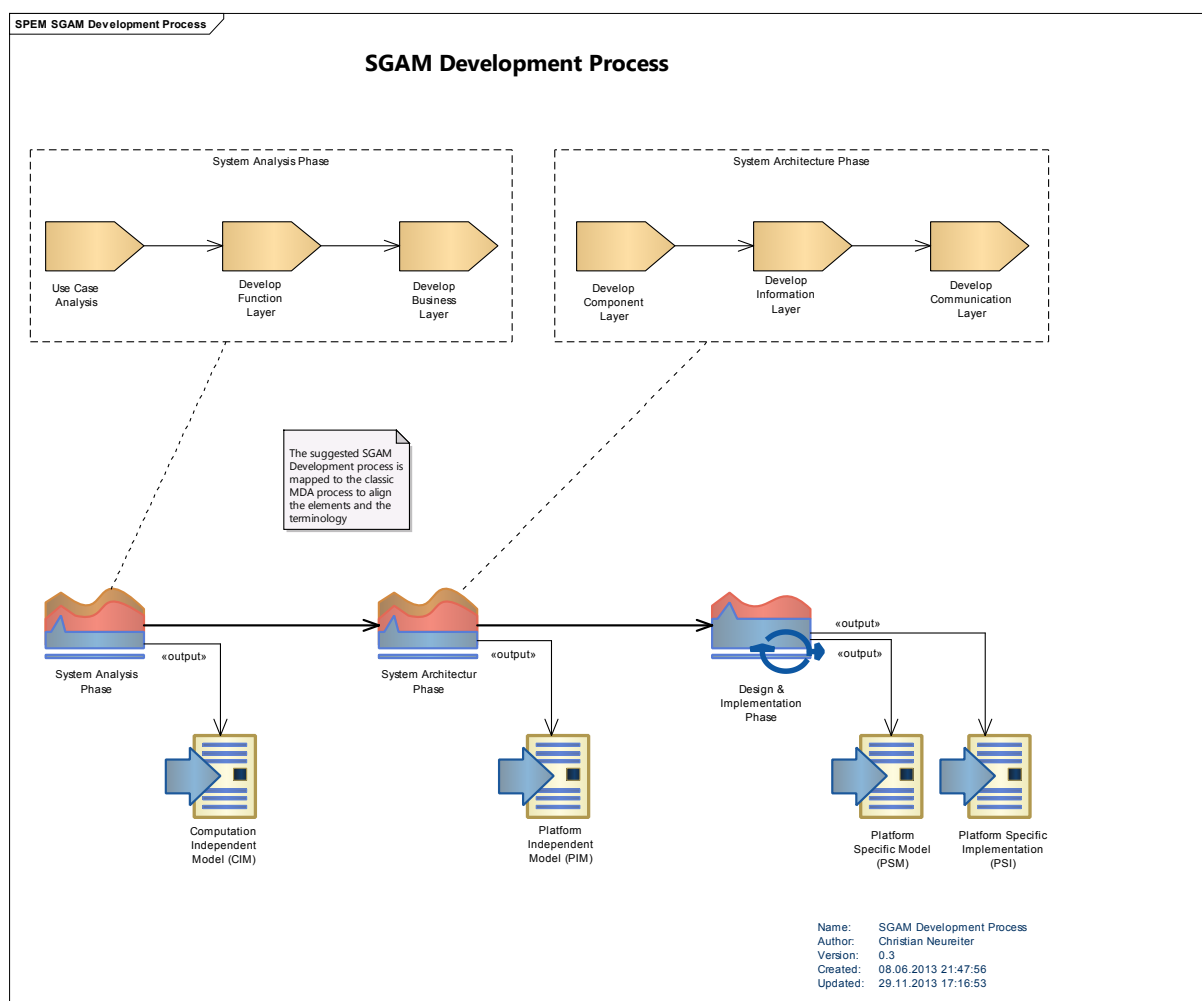 SPEM SGAM Development Process
SGAM Development Process
System Analysis Phase
System Architecture Phase
Use Case
Analysis
Develop
Function
Layer
Develop
Business
Layer
Develop
Component
Layer
Develop
Information
Layer
Develop
Communication
Layer
The suggested SGAM
Development process is
mapped to the classic
MDA process to align
the elements and the
terminology
«output»
System Analysis
Phase
«output»
System Architectur
Phase
«output»
«output»
Design &
Implementation
Phase
Computation
Independent
Model (CIM)
Platform
Independent
Model (PIM)
Platform
Specific Model
(PSM)
Platform Specific
Implementation
(PSI)
Name: SGAM Development Process
Author: Christian Neureiter
Version: 0.3
Created: 08.06.2013 21:47:56
Updated: 29.11.2013 17:16:53